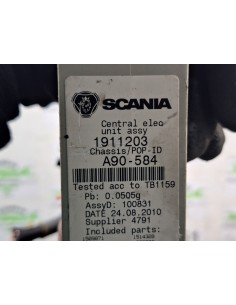 SCANIA
Central elec
unit assy
1911203
Chassis/POP-ID
A90-584
Tested acc to TB1159
Pb: 0.0505g
AssyD: 100831
DATE 24.08.2010
Supplier 4791
Included parts: